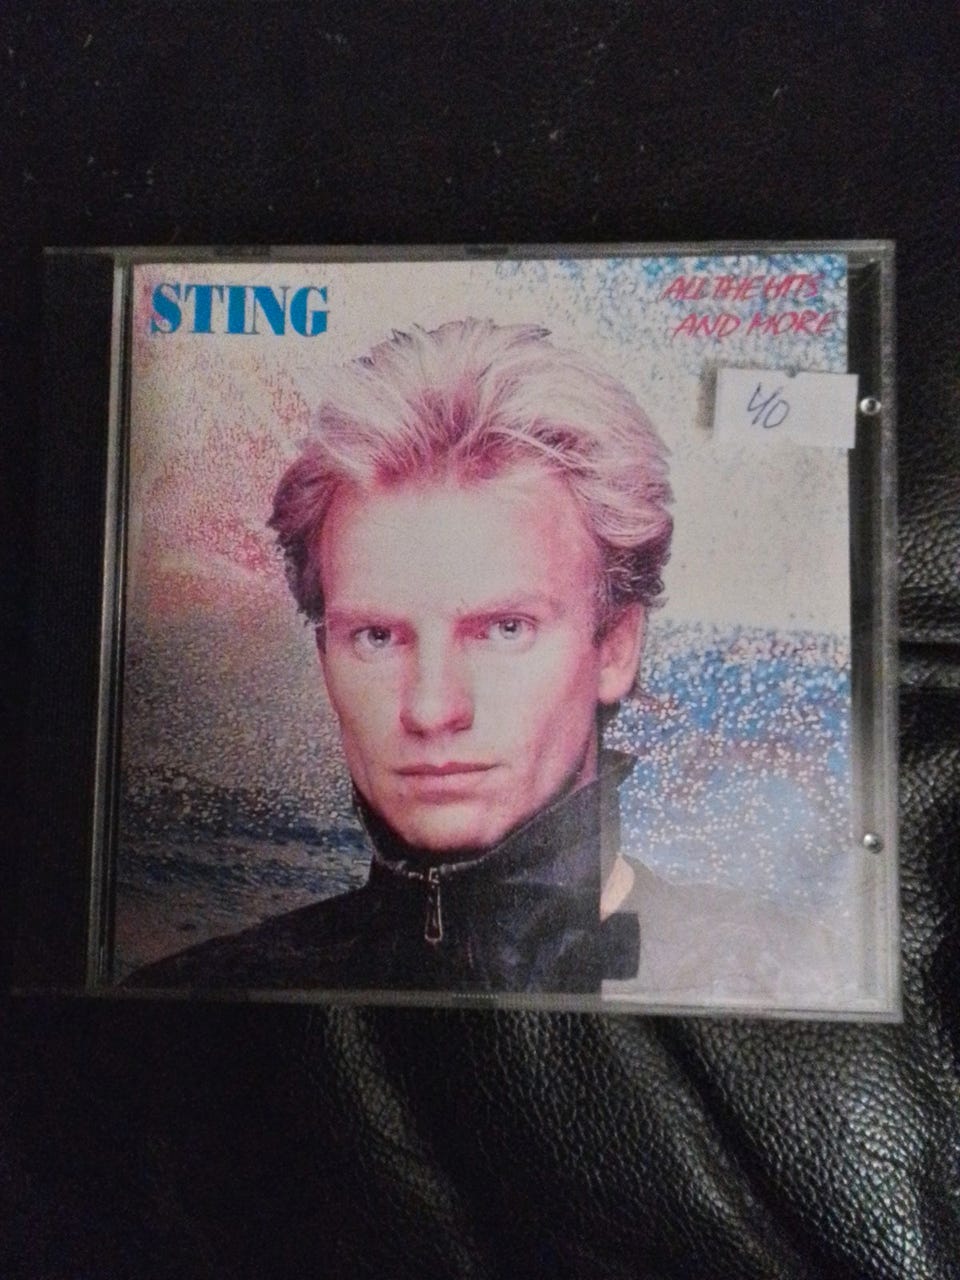 STING
ALL THE HITS
AND MORE
40